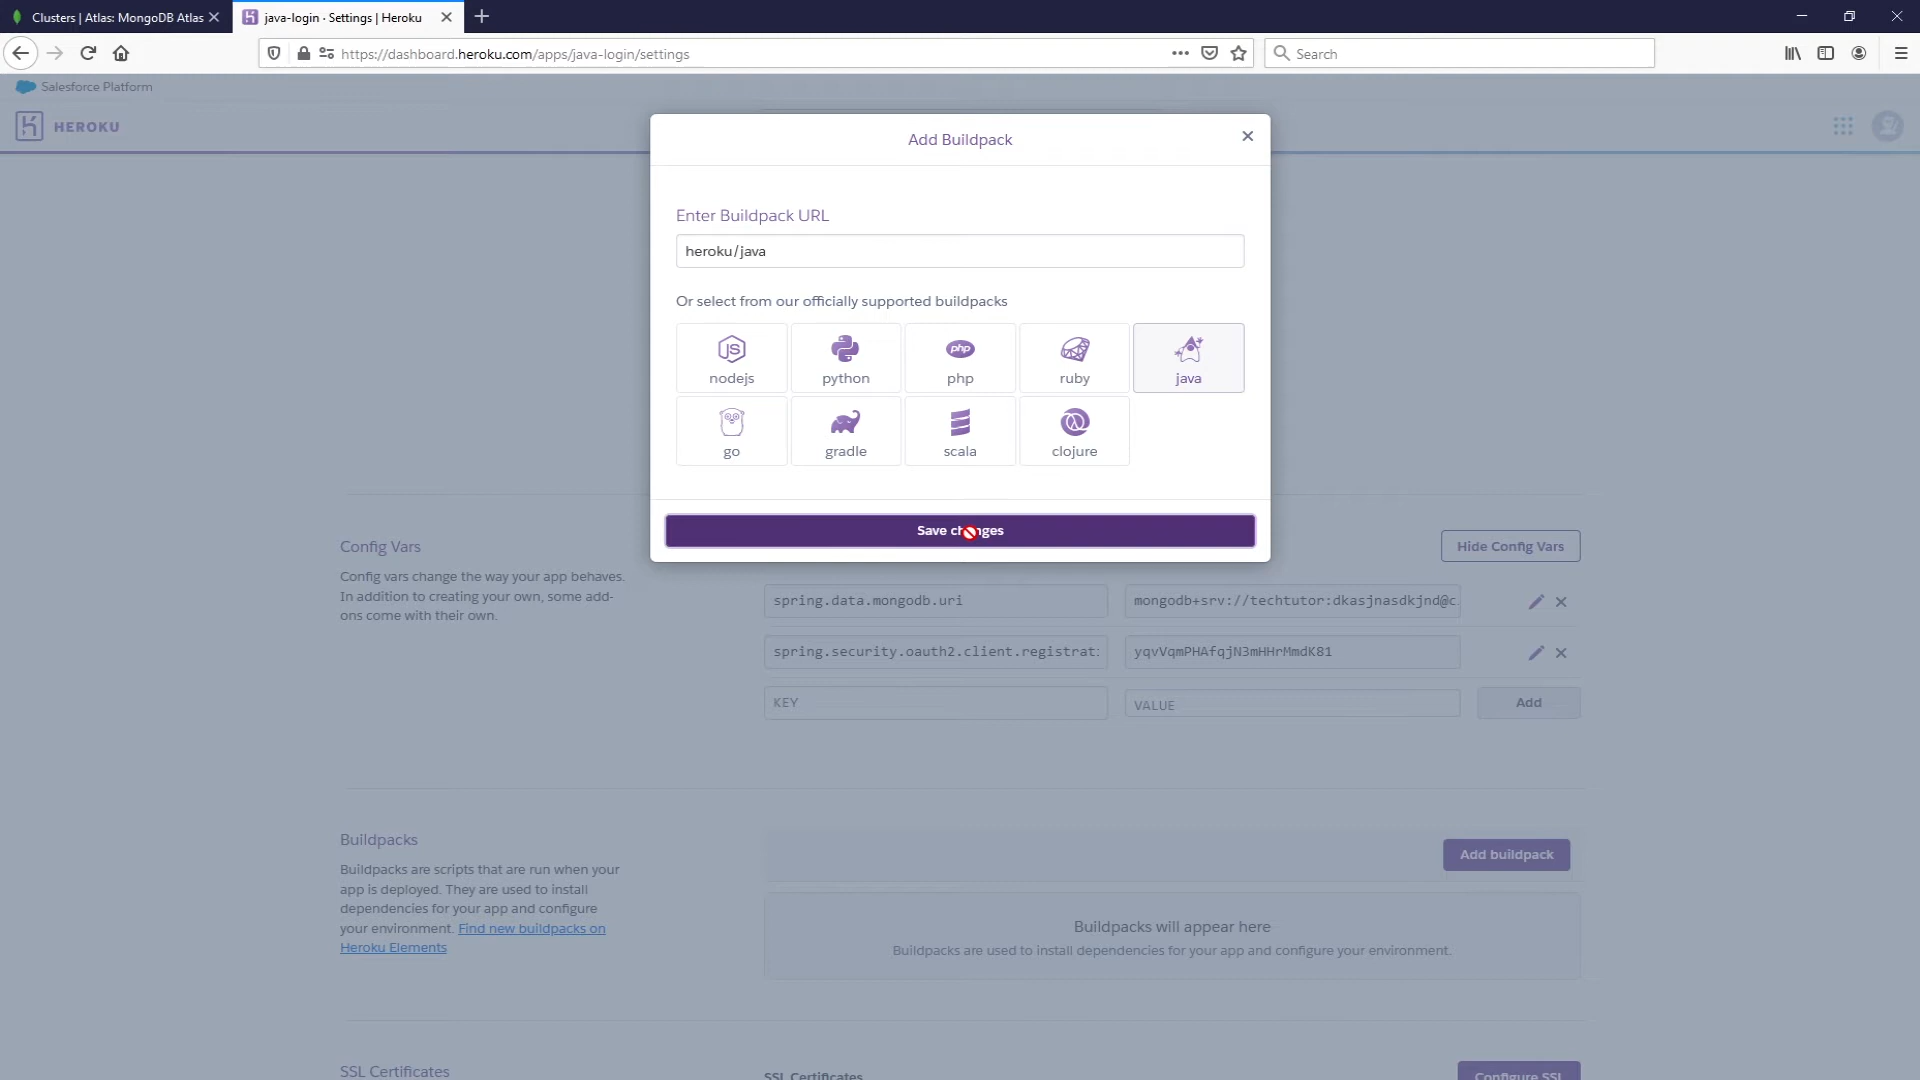 Clusters | Atlas: MongoDB Atlas
java-login · Settings | Heroku
https://dashboard.heroku.com/apps/java-login/settings
Search
Salesforce Platform
HEROKU
Add Buildpack
Enter Buildpack URL
heroku/java
Or select from our officially supported buildpacks
nodejs
python
php
php
ruby
java
go
gradle
scala
clojure
Save changes
Config Vars
Config vars change the way your app behaves.
In addition to creating your own, some add-
ons come with their own.
Hide Config Vars
spring.data.mongodb.uri
mongodb+srv://techtutor:dkasjnasdkjnd@c
spring.security.oauth2.client.registrat
yqvVqmPHAfqjN3mHHrMmdK81
KEY
VALUE
Add
Buildpacks
Buildpacks are scripts that are run when your
app is deployed. They are used to install
dependencies for your app and configure
your environment. Find new buildpacks on
Heroku Elements
Add buildpack
Buildpacks will appear here
Buildpacks are used to install dependencies for your app and configure your environment.
SSL Certificates
SSL Certificates
Configure SSL